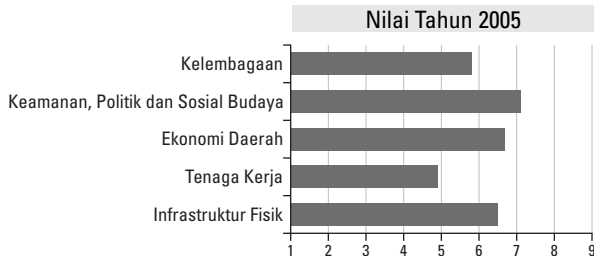 Nilai Tahun 2005
Kelembagaan
Keamanan, Politik dan Sosial Budaya
Ekonomi Daerah
Tenaga Kerja
Infrastruktur Fisik
1 2 3 4 5 6 7 8 9